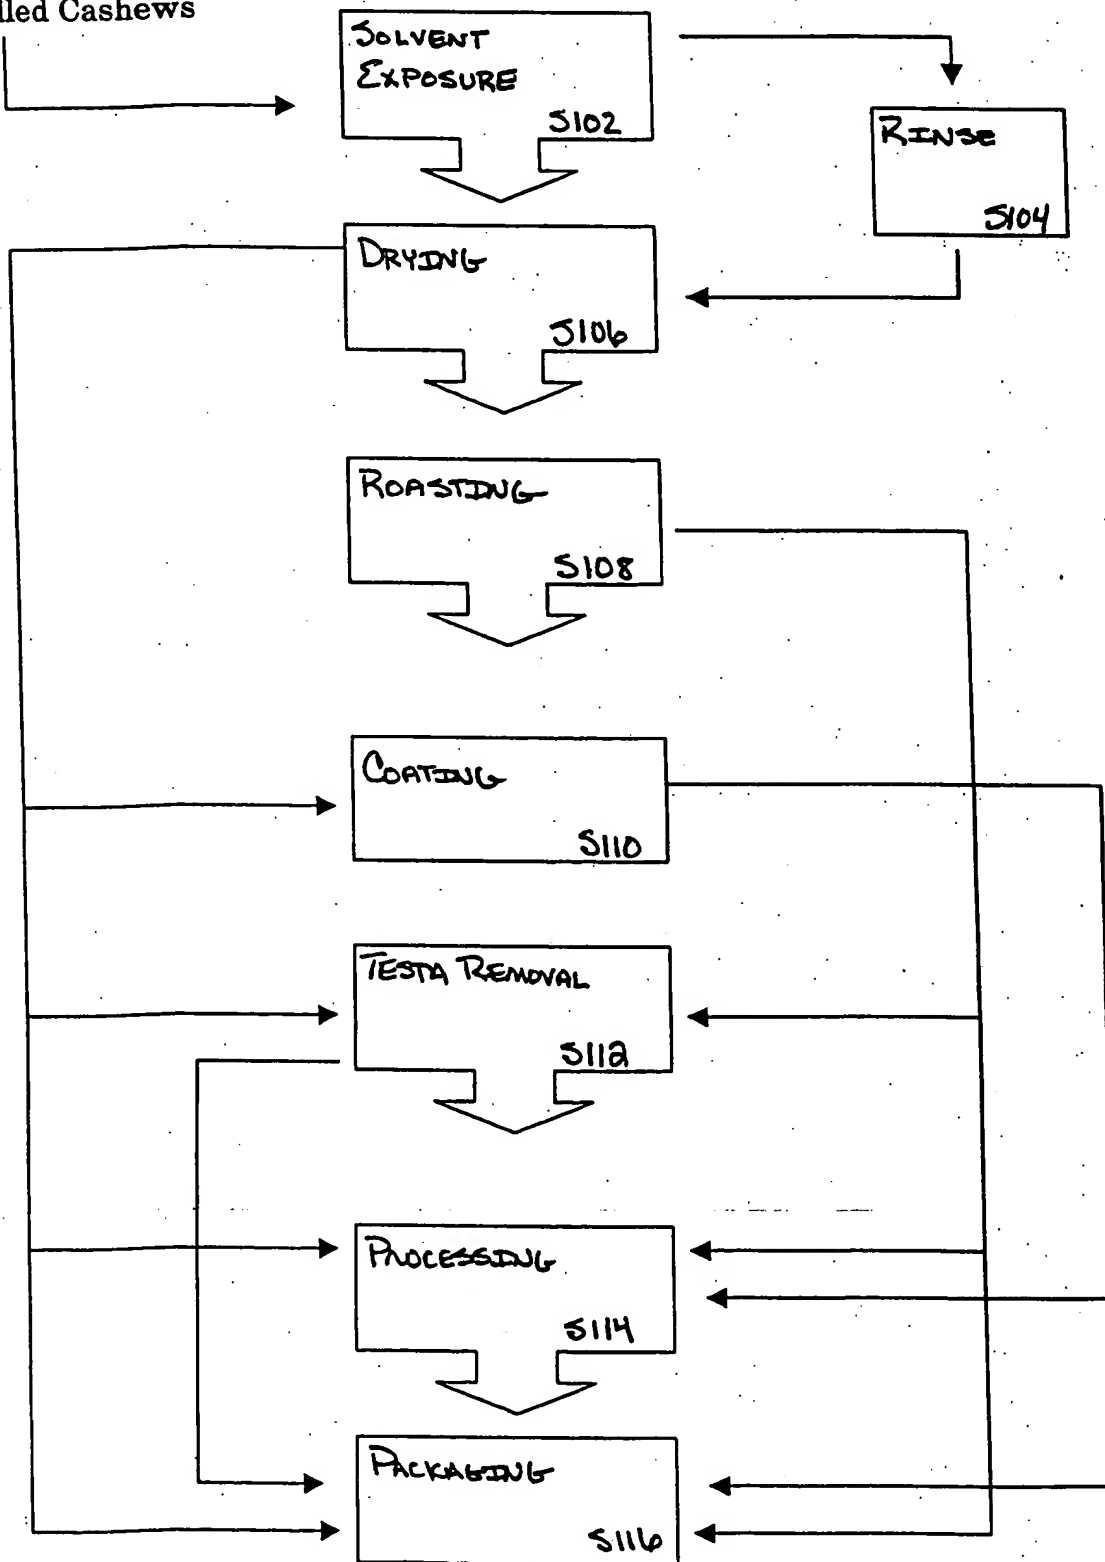 lled Cashews
SOLVENT
EXPOSURE
S102
RINSE
S104
DRYING
S106
ROASTING
S108
COATING
S110
TESTA REMOVAL
S112
PROCESSING
S114
PACKAGING
S116